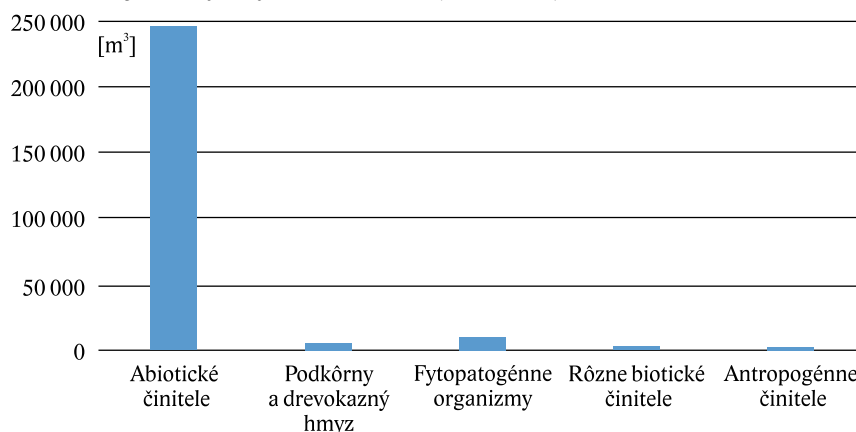 250 000
[m³]
200 000
150 000
100 000
50 000
0
Abiotické
činitele
Podkôrny
a drevokazný
hmyz
Fytopatogénne
organizmy
Rôzne biotické
činitele
Antropogénne
činitele